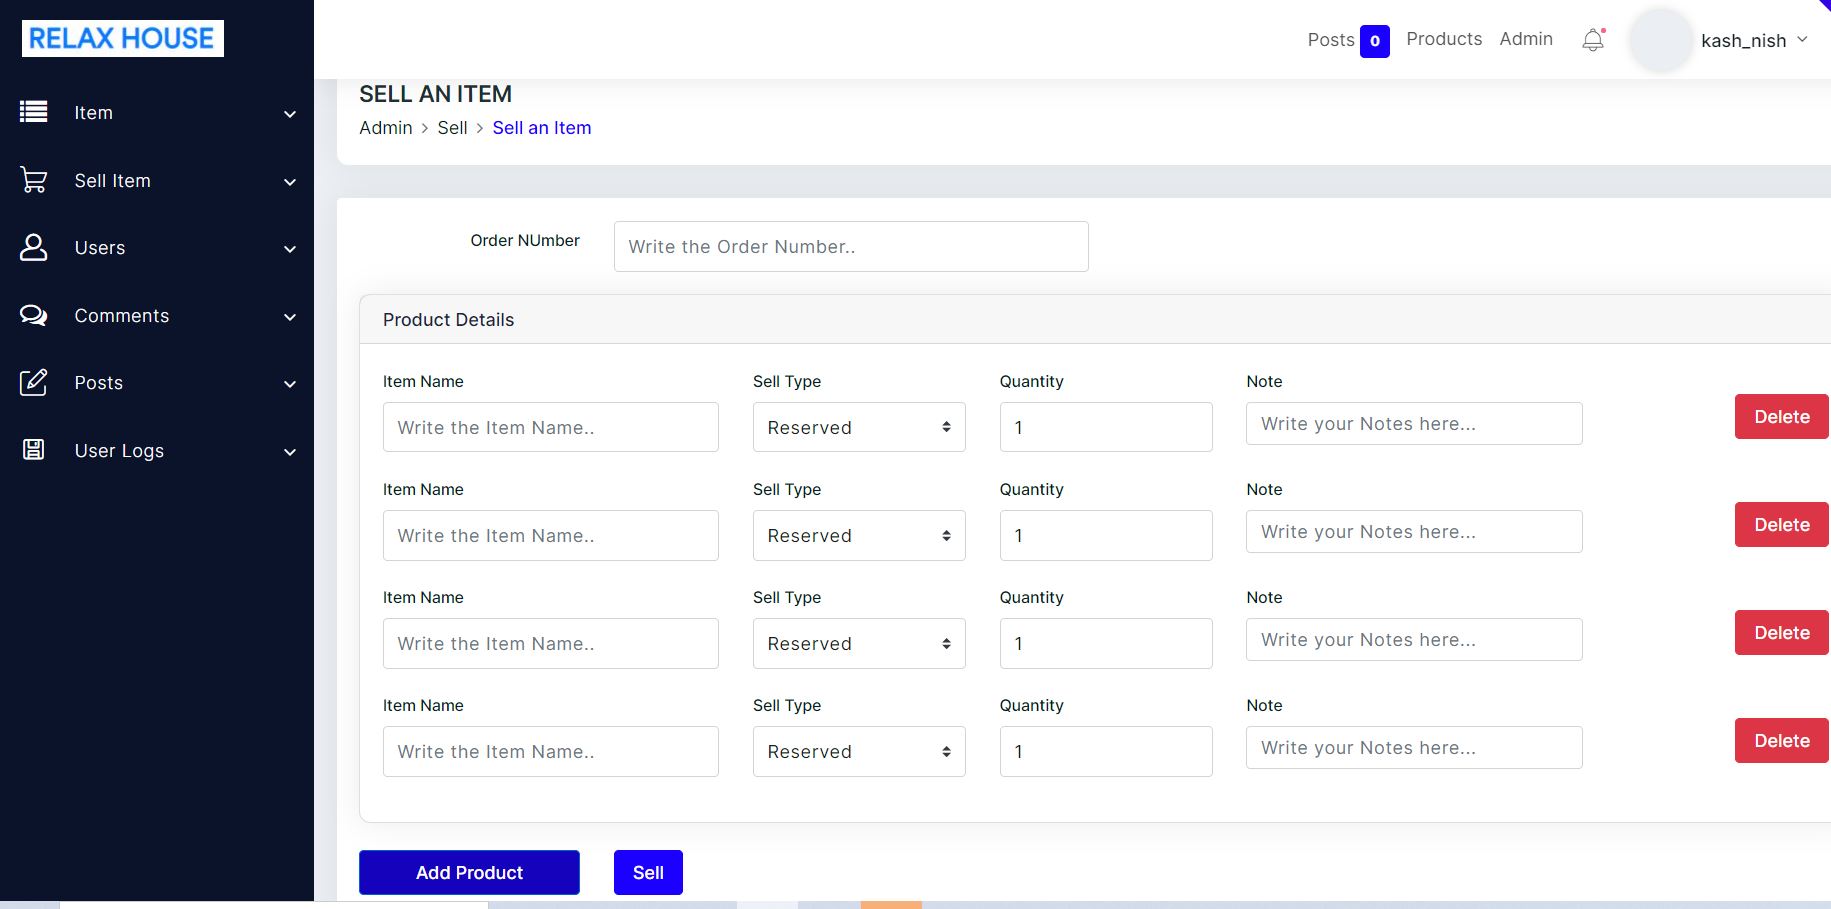 RELAX HOUSE
Posts 0 Products Admin kash_nish
Item
Sell Item
Users
Comments
Posts
User Logs
SELL AN ITEM
Admin > Sell > Sell an Item
Order NUmber Write the Order Number..
Product Details
Item Name Sell Type Quantity Note
Write the Item Name.. Reserved 1 Write your Notes here... Delete
Item Name Sell Type Quantity Note
Write the Item Name.. Reserved 1 Write your Notes here... Delete
Item Name Sell Type Quantity Note
Write the Item Name.. Reserved 1 Write your Notes here... Delete
Item Name Sell Type Quantity Note
Write the Item Name.. Reserved 1 Write your Notes here... Delete
Add Product Sell